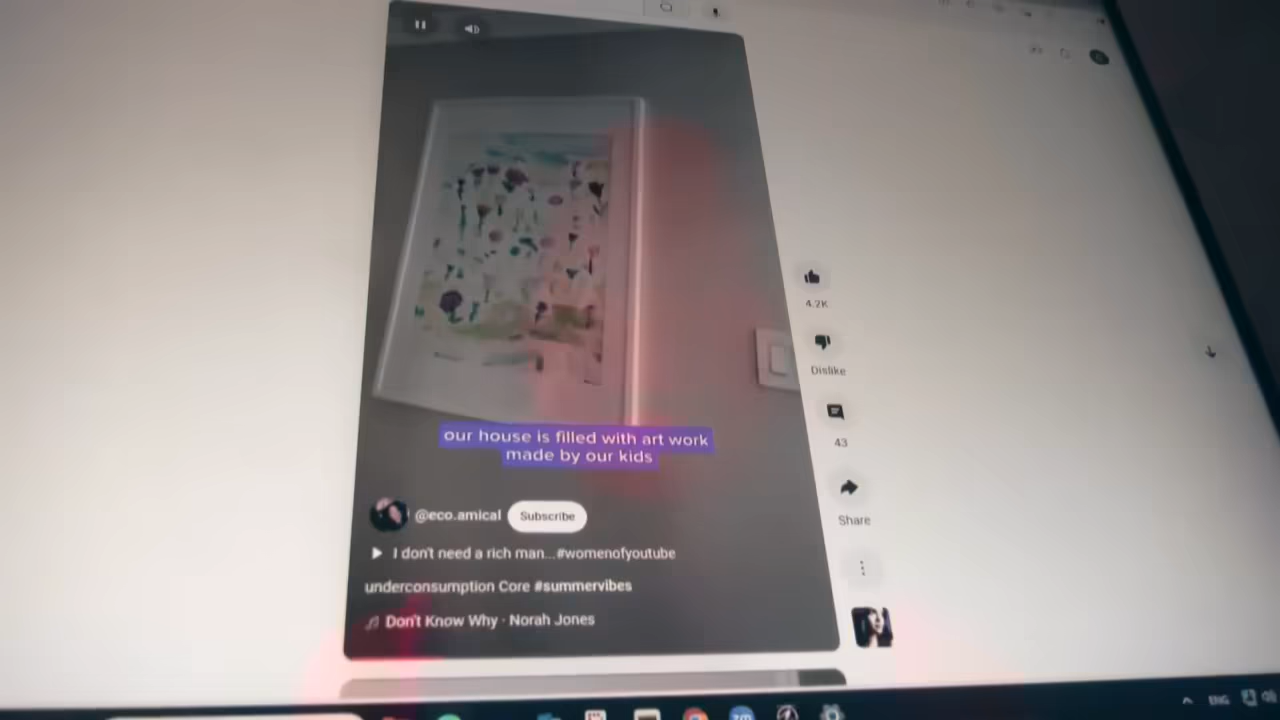 our house is filled with art work
made by our kids
@eco.amical Subscribe
I don't need a rich man...#womenofyoutube
underconsumption Core #summervibes
Don't Know Why · Norah Jones
4.2K
Dislike
43
Share
ENG